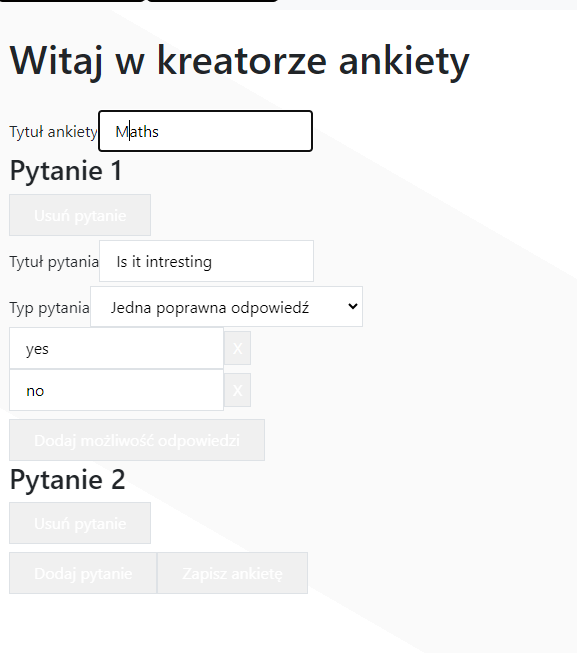 Witaj w kreatorze ankiety
Tytuł ankiety Maths
Pytanie 1
Usuń pytanie
Tytuł pytania Is it intresting
Typ pytania Jedna poprawna odpowiedź
yes X
no X
Dodaj możliwość odpowiedzi
Pytanie 2
Usuń pytanie
Dodaj pytanie Zapisz ankietę